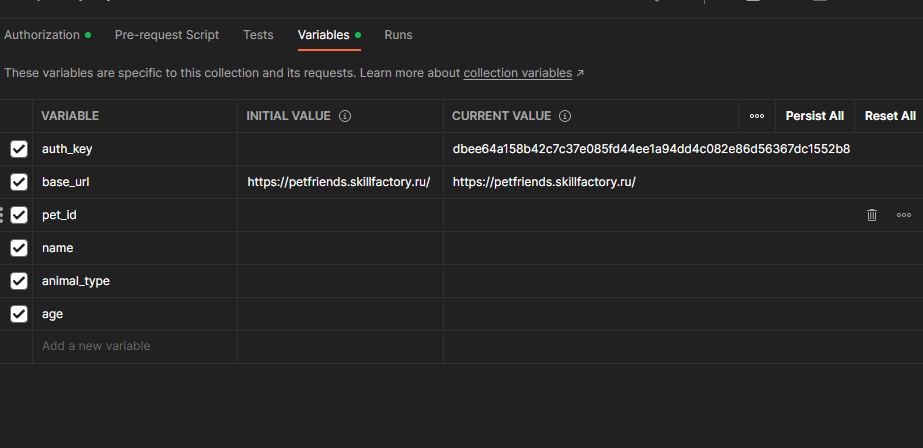 Authorization Pre-request Script Tests Variables Runs
These variables are specific to this collection and its requests. Learn more about collection variables ↗
VARIABLE INITIAL VALUE CURRENT VALUE Persist All Reset All
auth_key dbee64a158b42c7c37e085fd44ee1a94dd4c082e86d56367dc1552b8
base_url https://petfriends.skillfactory.ru/ https://petfriends.skillfactory.ru/
pet_id
name
animal_type
age
Add a new variable